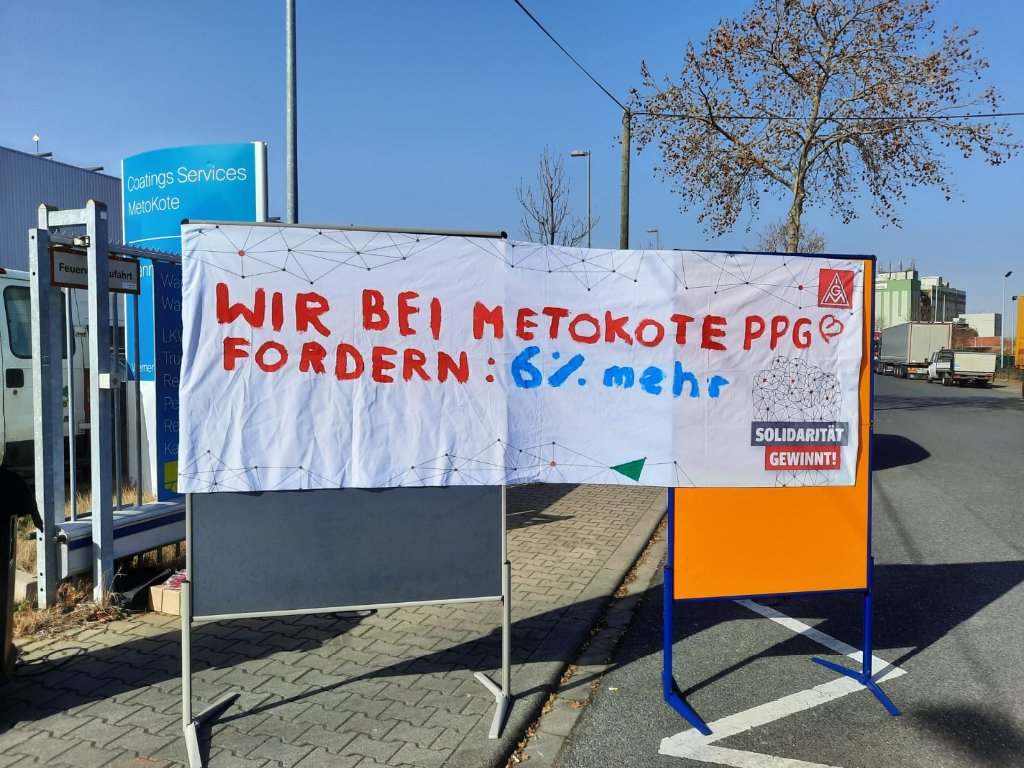 Coatings Services
MetoKote
WIR BEI METOKOTE PPG
FORDERN: 6% mehr
SOLIDARITÄT
GEWINNT!